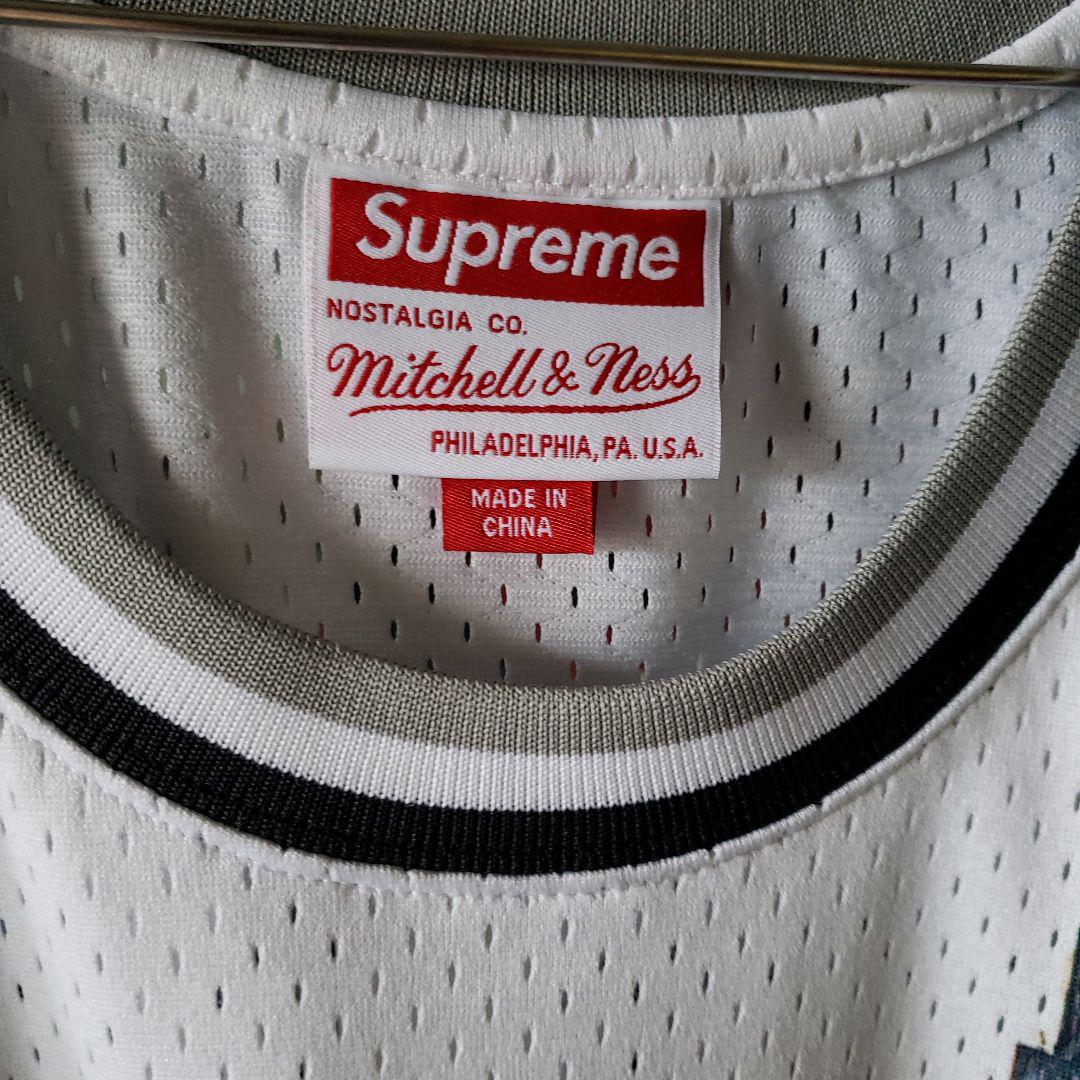 Supreme
NOSTALGIA CO.
Mitchell & Ness
PHILADELPHIA, PA. U.S.A.
MADE IN
CHINA